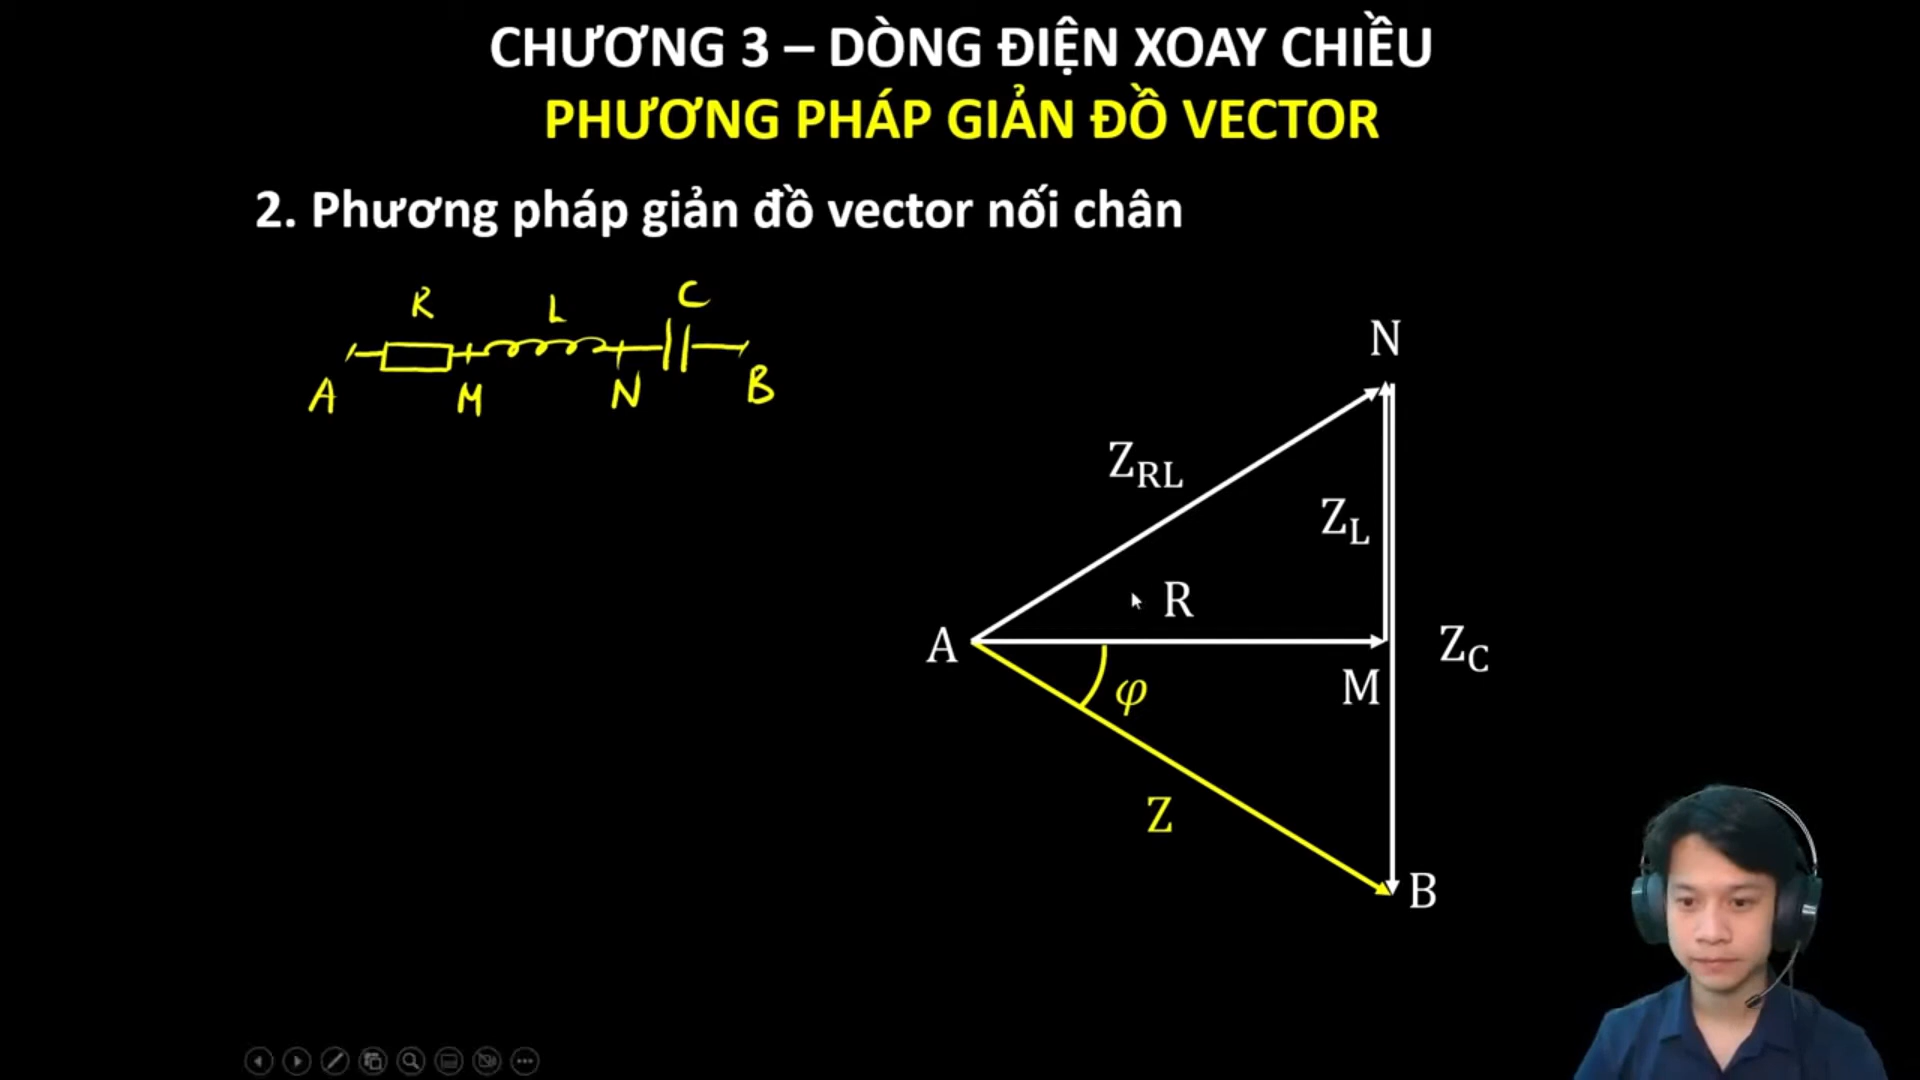 CHƯƠNG 3 – DÒNG ĐIỆN XOAY CHIỀU
PHƯƠNG PHÁP GIẢN ĐỒ VECTOR
2. Phương pháp giản đồ vector nối chân
R L C
A M N B
N
Z_RL
Z_L
R
A
M
Z_C
φ
Z
B